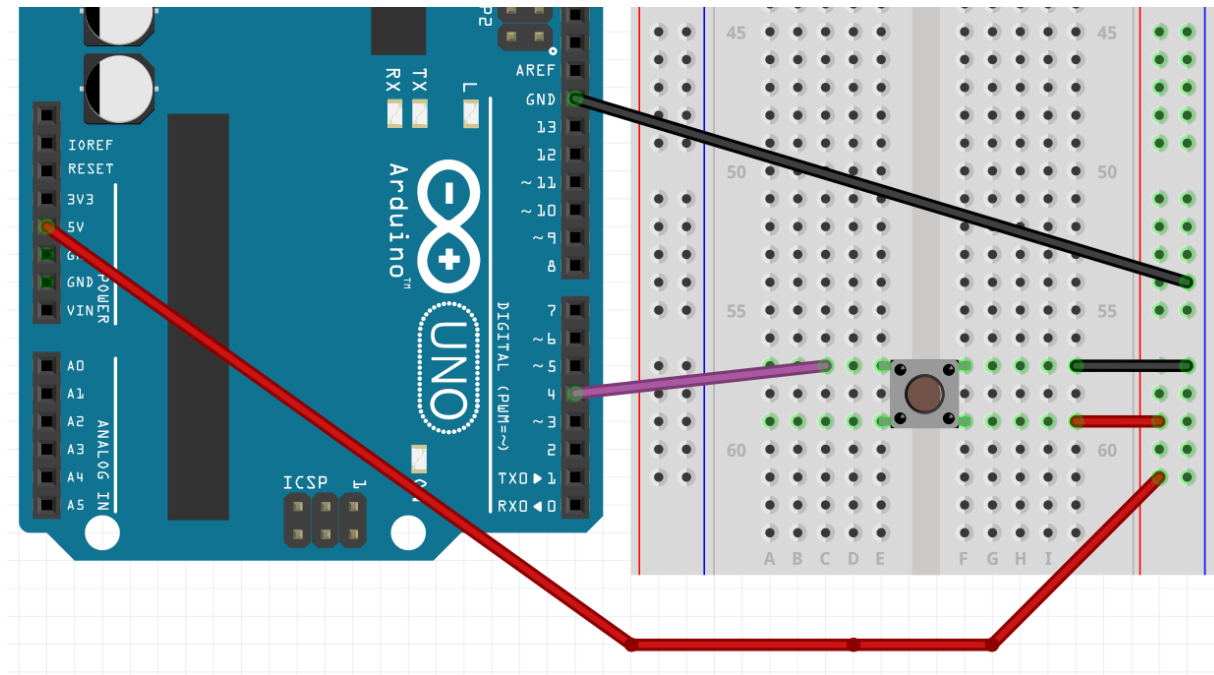 P2
AREF
GND
13
12
~11
~10
~9
8
7
~6
~5
4
~3
2
TX0▶1
RX0◀0
RX
TX
L
IOREF
RESET
3V3
5V
GND
VIN
POWER
A0
A1
A2
A3
A4
A5
ANALOG IN
Arduino™
UNO
DIGITAL (PWM=~)
ICSP
1
45
45
50
50
55
55
60
60
A B C D E F G H I